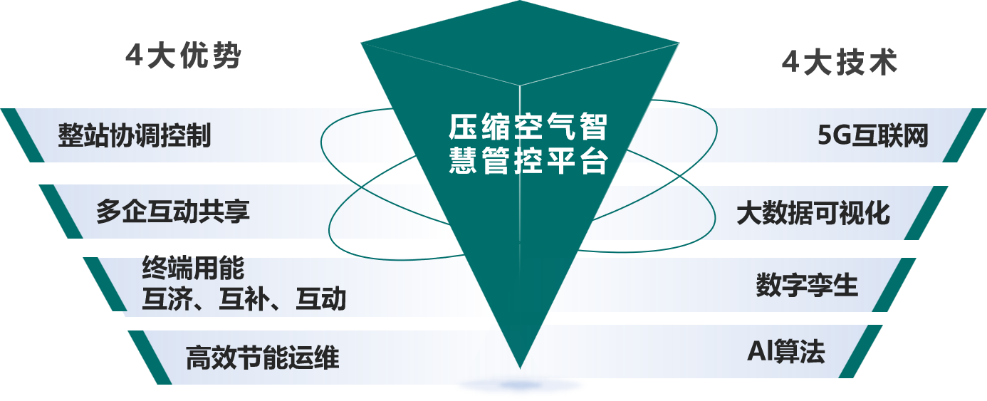 4大优势
整站协调控制
多企互动共享
终端用能
互济、互补、互动
高效节能运维
压缩空气智
慧管控平台
4大技术
5G互联网
大数据可视化
数字孪生
AI算法